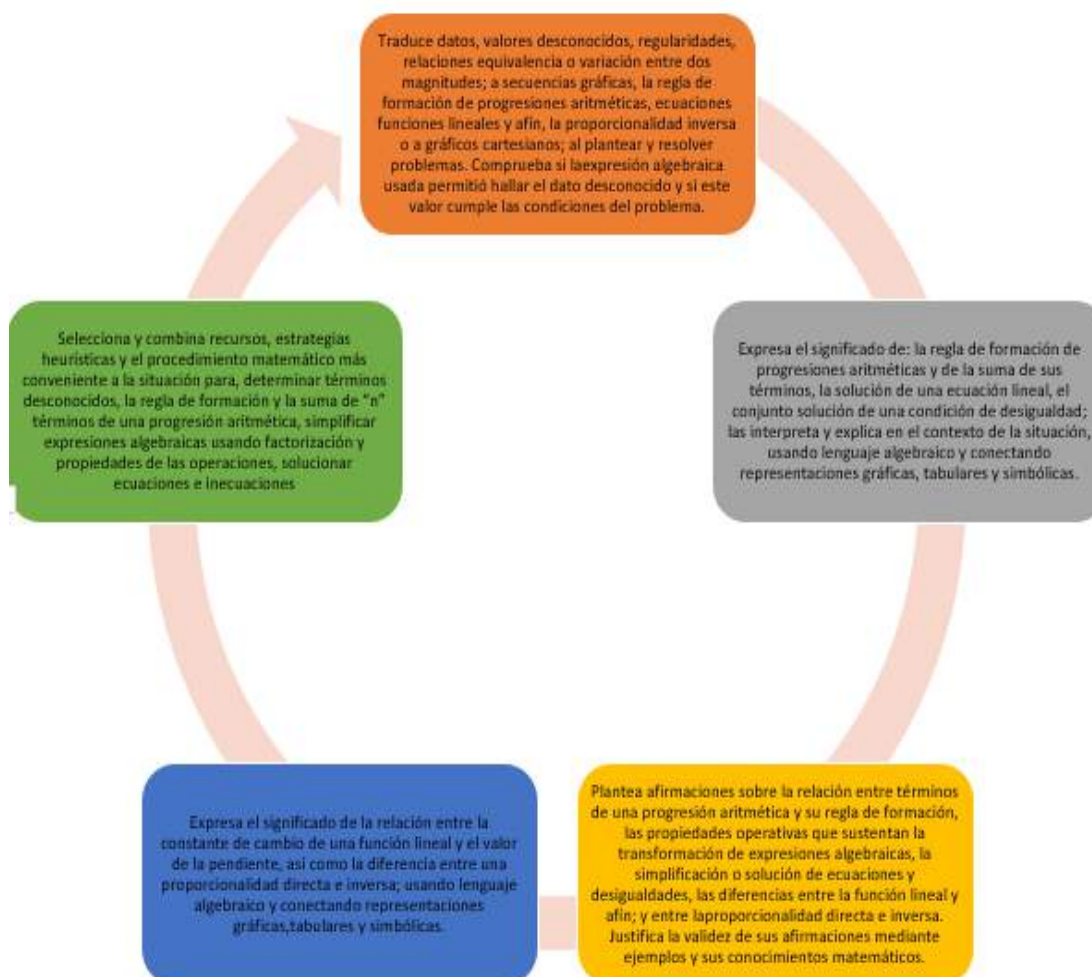 Traduce datos, valores desconocidos, regularidades,
relaciones equivalencia o variación entre dos
magnitudes; a secuencias gráficas, la regla de
formación de progresiones aritméticas, ecuaciones
funciones lineales y afín, la proporcionalidad inversa
o a gráficos cartesianos; al plantear y resolver
problemas. Comprueba si laexpresión algebraica
usada permitió hallar el dato desconocido y si este
valor cumple las condiciones del problema.
Expresa el significado de: la regla de formación de
progresiones aritméticas y de la suma de sus
términos, la solución de una ecuación lineal, el
conjunto solución de una condición de desigualdad;
las interpreta y explica en el contexto de la situación,
usando lenguaje algebraico y conectando
representaciones gráficas, tabulares y simbólicas.
Plantea afirmaciones sobre la relación entre términos
de una progresión aritmética y su regla de formación,
las propiedades operativas que sustentan la
transformación de expresiones algebraicas, la
simplificación o solución de ecuaciones y
desigualdades, las diferencias entre la función lineal y
afín; y entre laproporcionalidad directa e inversa.
Justifica la validez de sus afirmaciones mediante
ejemplos y sus conocimientos matemáticos.
Expresa el significado de la relación entre la
constante de cambio de una función lineal y el valor
de la pendiente, así como la diferencia entre una
proporcionalidad directa e inversa; usando lenguaje
algebraico y conectando representaciones
gráficas,tabulares y simbólicas.
Selecciona y combina recursos, estrategias
heurísticas y el procedimiento matemático más
conveniente a la situación para, determinar términos
desconocidos, la regla de formación y la suma de "n"
términos de una progresión aritmética, simplificar
expresiones algebraicas usando factorización y
propiedades de las operaciones, solucionar
ecuaciones e inecuaciones